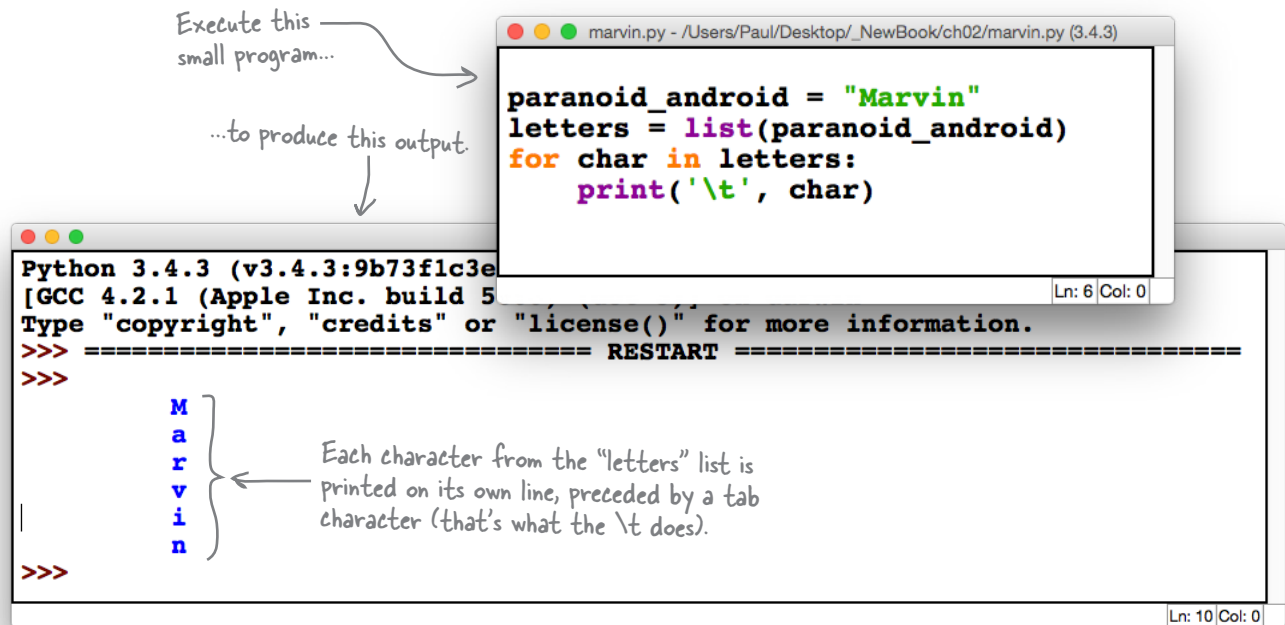 Execute this
small program...
...to produce this output.
marvin.py - /Users/Paul/Desktop/_NewBook/ch02/marvin.py (3.4.3)
paranoid_android = "Marvin"
letters = list(paranoid_android)
for char in letters:
    print('\t', char)
Ln: 6 Col: 0
Python 3.4.3 (v3.4.3:9b73f1c3e
[GCC 4.2.1 (Apple Inc. build 5
Type "copyright", "credits" or "license()" for more information.
>>> ================================ RESTART ================================
>>>
M
a
r
v
i
n
Each character from the “letters” list is
printed on its own line, preceded by a tab
character (that's what the \t does).
>>>
Ln: 10 Col: 0